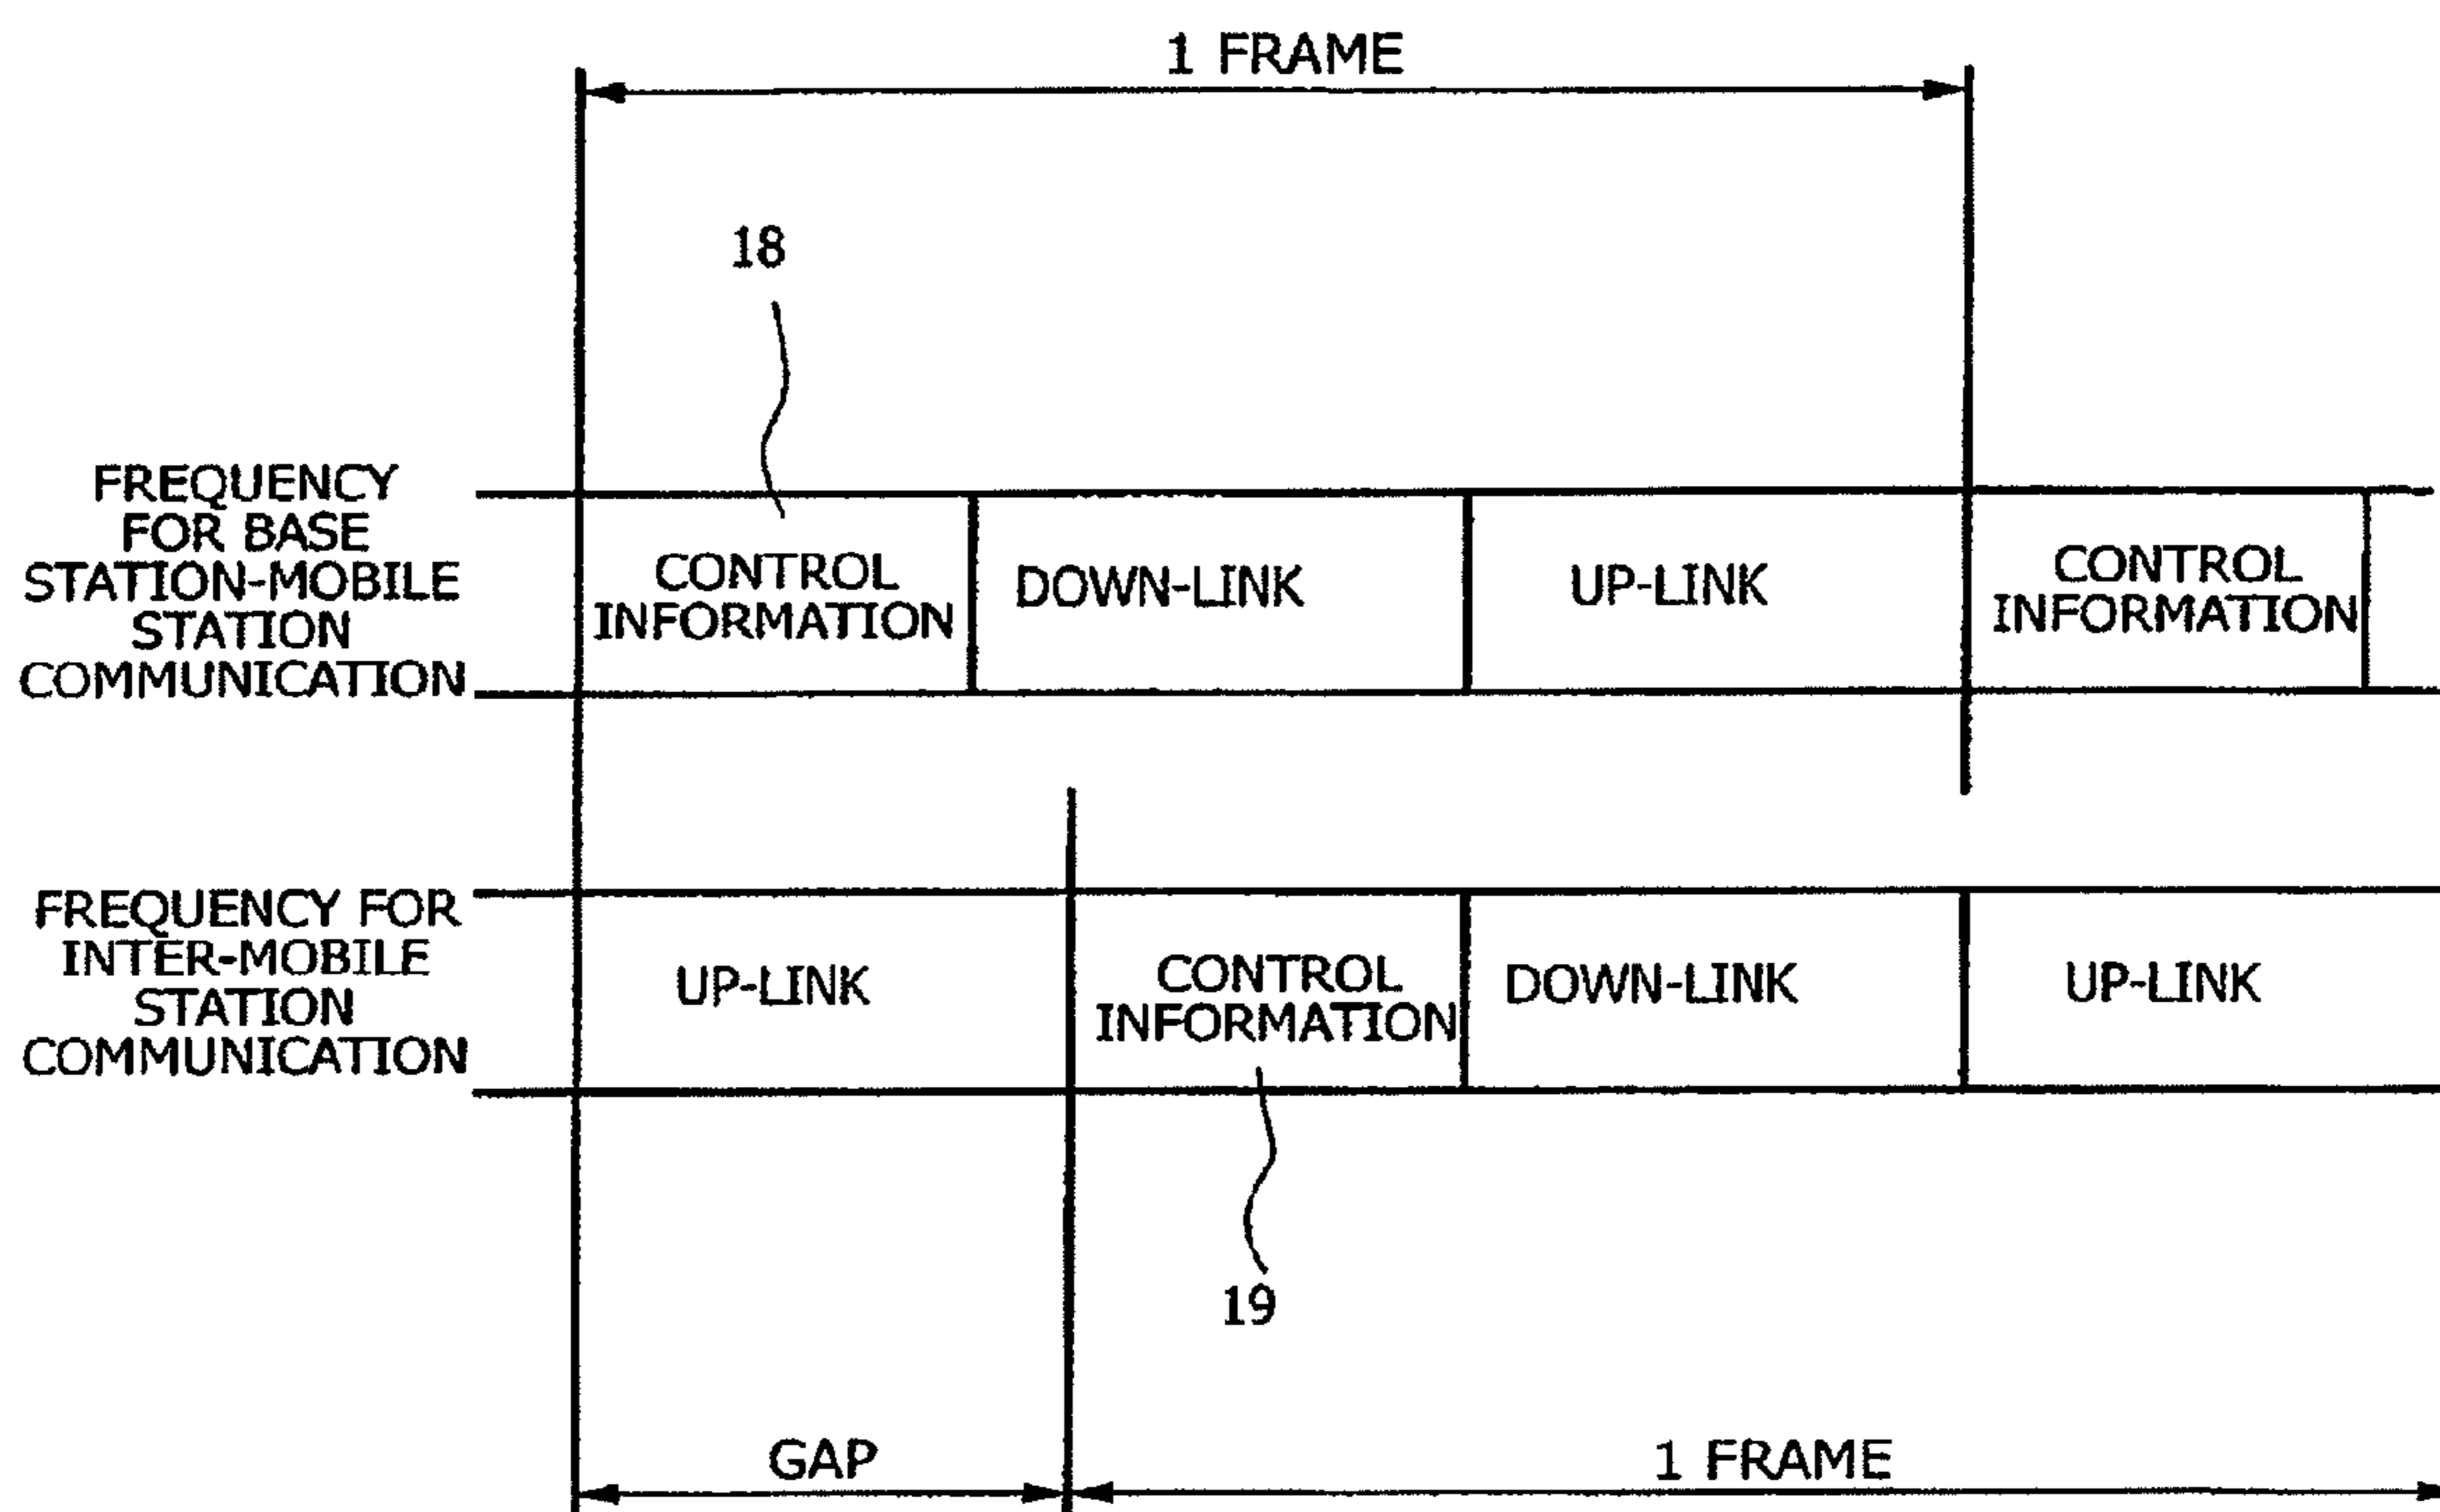 1 FRAME
18
FREQUENCY
FOR BASE
STATION-MOBILE
STATION
COMMUNICATION
CONTROL
INFORMATION
DOWN-LINK
UP-LINK
CONTROL
INFORMATION
FREQUENCY FOR
INTER-MOBILE
STATION
COMMUNICATION
UP-LINK
CONTROL
INFORMATION
DOWN-LINK
UP-LINK
19
GAP
1 FRAME